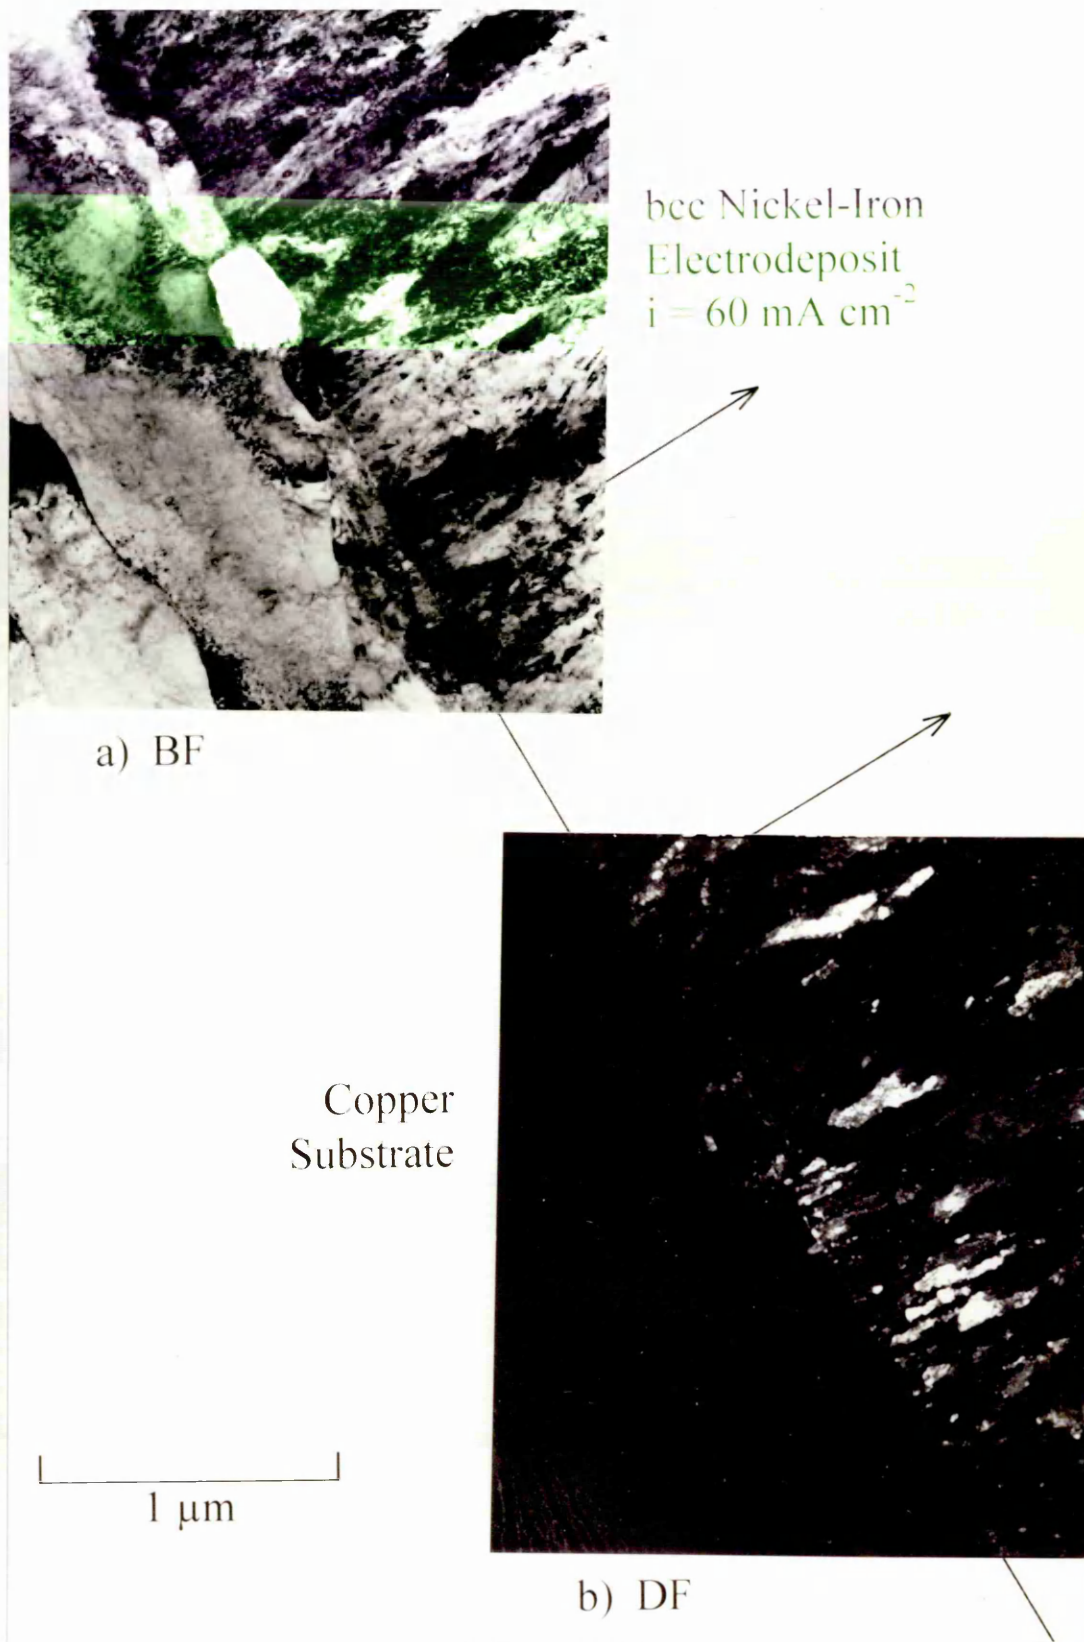 bcc Nickel-Iron
Electrodeposit
i = 60 mA cm⁻²
a) BF
Copper
Substrate
1 μm
b) DF